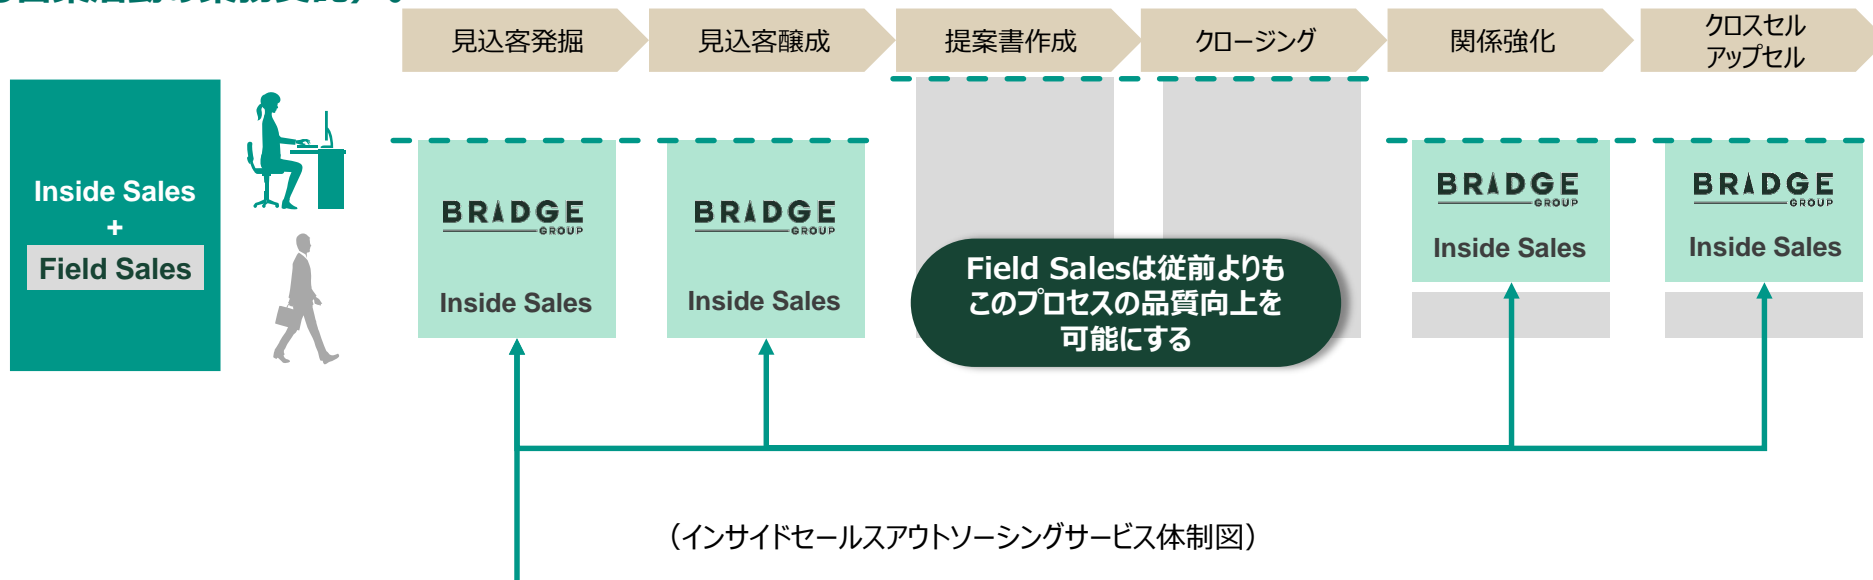 見込客発掘
見込客醸成
提案書作成
クロージング
関係強化
クロスセル
アップセル
Inside Sales
+
Field Sales
BRIDGE
GROUP
Inside Sales
BRIDGE
GROUP
Inside Sales
Field Salesは従前よりも
このプロセスの品質向上を
可能にする
BRIDGE
GROUP
Inside Sales
BRIDGE
GROUP
Inside Sales
（インサイドセールスアウトソーシングサービス体制図）